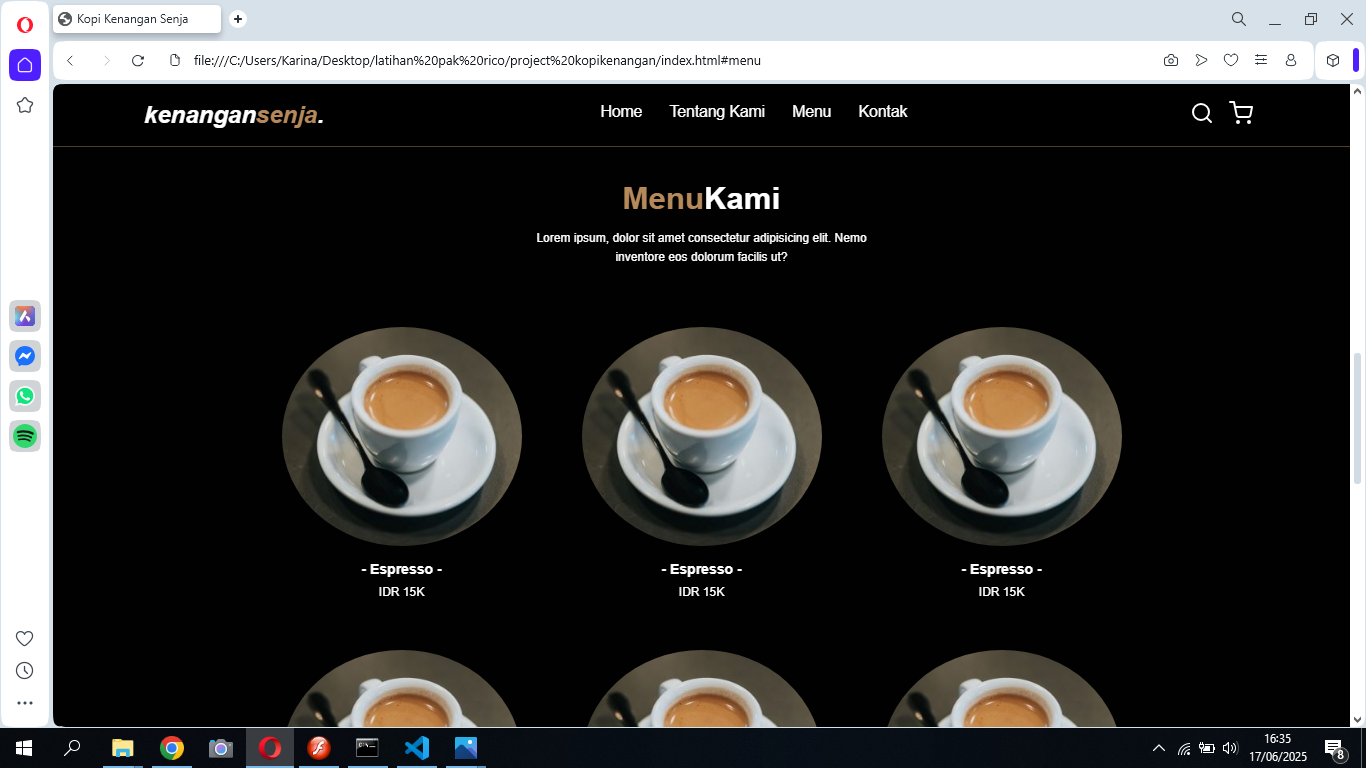 Kopi Kenangan Senja
file:///C:/Users/Karina/Desktop/latihan%20pak%20rico/project%20kopikenangan/index.html#menu
kenangansenja.
Home
Tentang Kami
Menu
Kontak
MenuKami
Lorem ipsum, dolor sit amet consectetur adipisicing elit. Nemo
inventore eos dolorum facilis ut?
- Espresso -
IDR 15K
- Espresso -
IDR 15K
- Espresso -
IDR 15K
16:35
17/06/2025
8